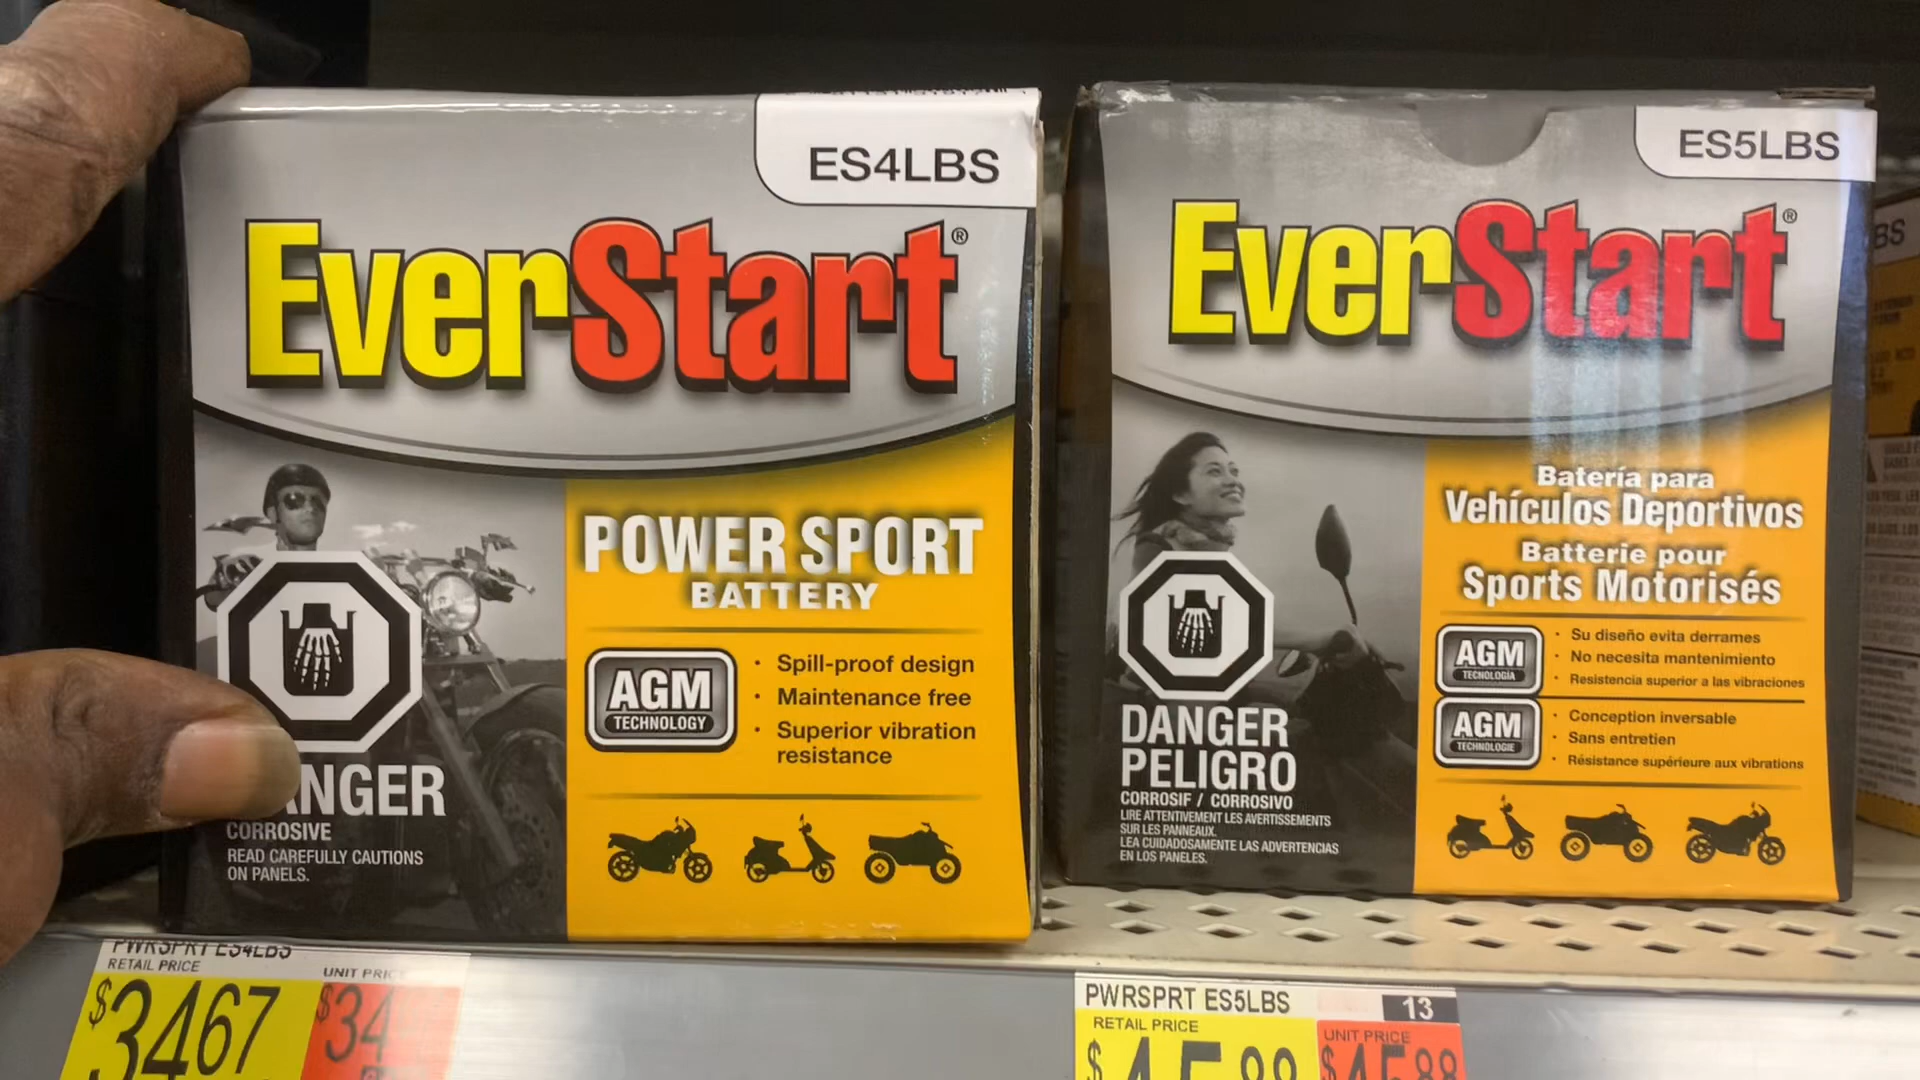 ES4LBS
EverStart®
POWER SPORT
BATTERY
AGM
TECHNOLOGY
• Spill-proof design
• Maintenance free
• Superior vibration
resistance
NGER
CORROSIVE
READ CAREFULLY CAUTIONS
ON PANELS.
ES5LBS
EverStart®
Batería para
Vehículos Deportivos
Batterie pour
Sports Motorisés
AGM
TECNOLOGÍA
• Su diseño evita derrames
• No necesita mantenimiento
• Resistencia superior a las vibraciones
AGM
TECHNOLOGIE
• Conception inversable
• Sans entretien
• Résistance supérieure aux vibrations
DANGER
PELIGRO
CORROSIF / CORROSIVO
LIRE ATTENTIVEMENT LES AVERTISSEMENTS
SUR LES PANNEAUX.
LEA CUIDADOSAMENTE LAS ADVERTENCIAS
EN LOS PANELES.
BS
PWRSPRT ES4LBS
RETAIL PRICE
UNIT PRIC
$3467
$34
PWRSPRT ES5LBS
13
RETAIL PRICE
UNIT PRICE
$45.88
$45.88